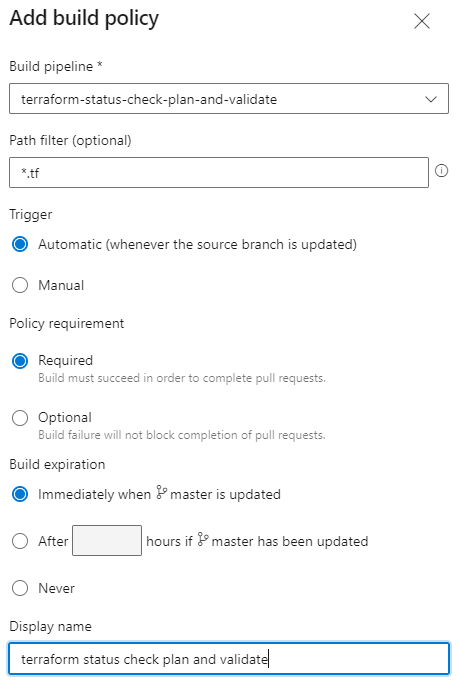 Add build policy
Build pipeline *
terraform-status-check-plan-and-validate
Path filter (optional)
*.tf
Trigger
Automatic (whenever the source branch is updated)
Manual
Policy requirement
Required
Build must succeed in order to complete pull requests.
Optional
Build failure will not block completion of pull requests.
Build expiration
Immediately when master is updated
After hours if master has been updated
Never
Display name
terraform status check plan and validate